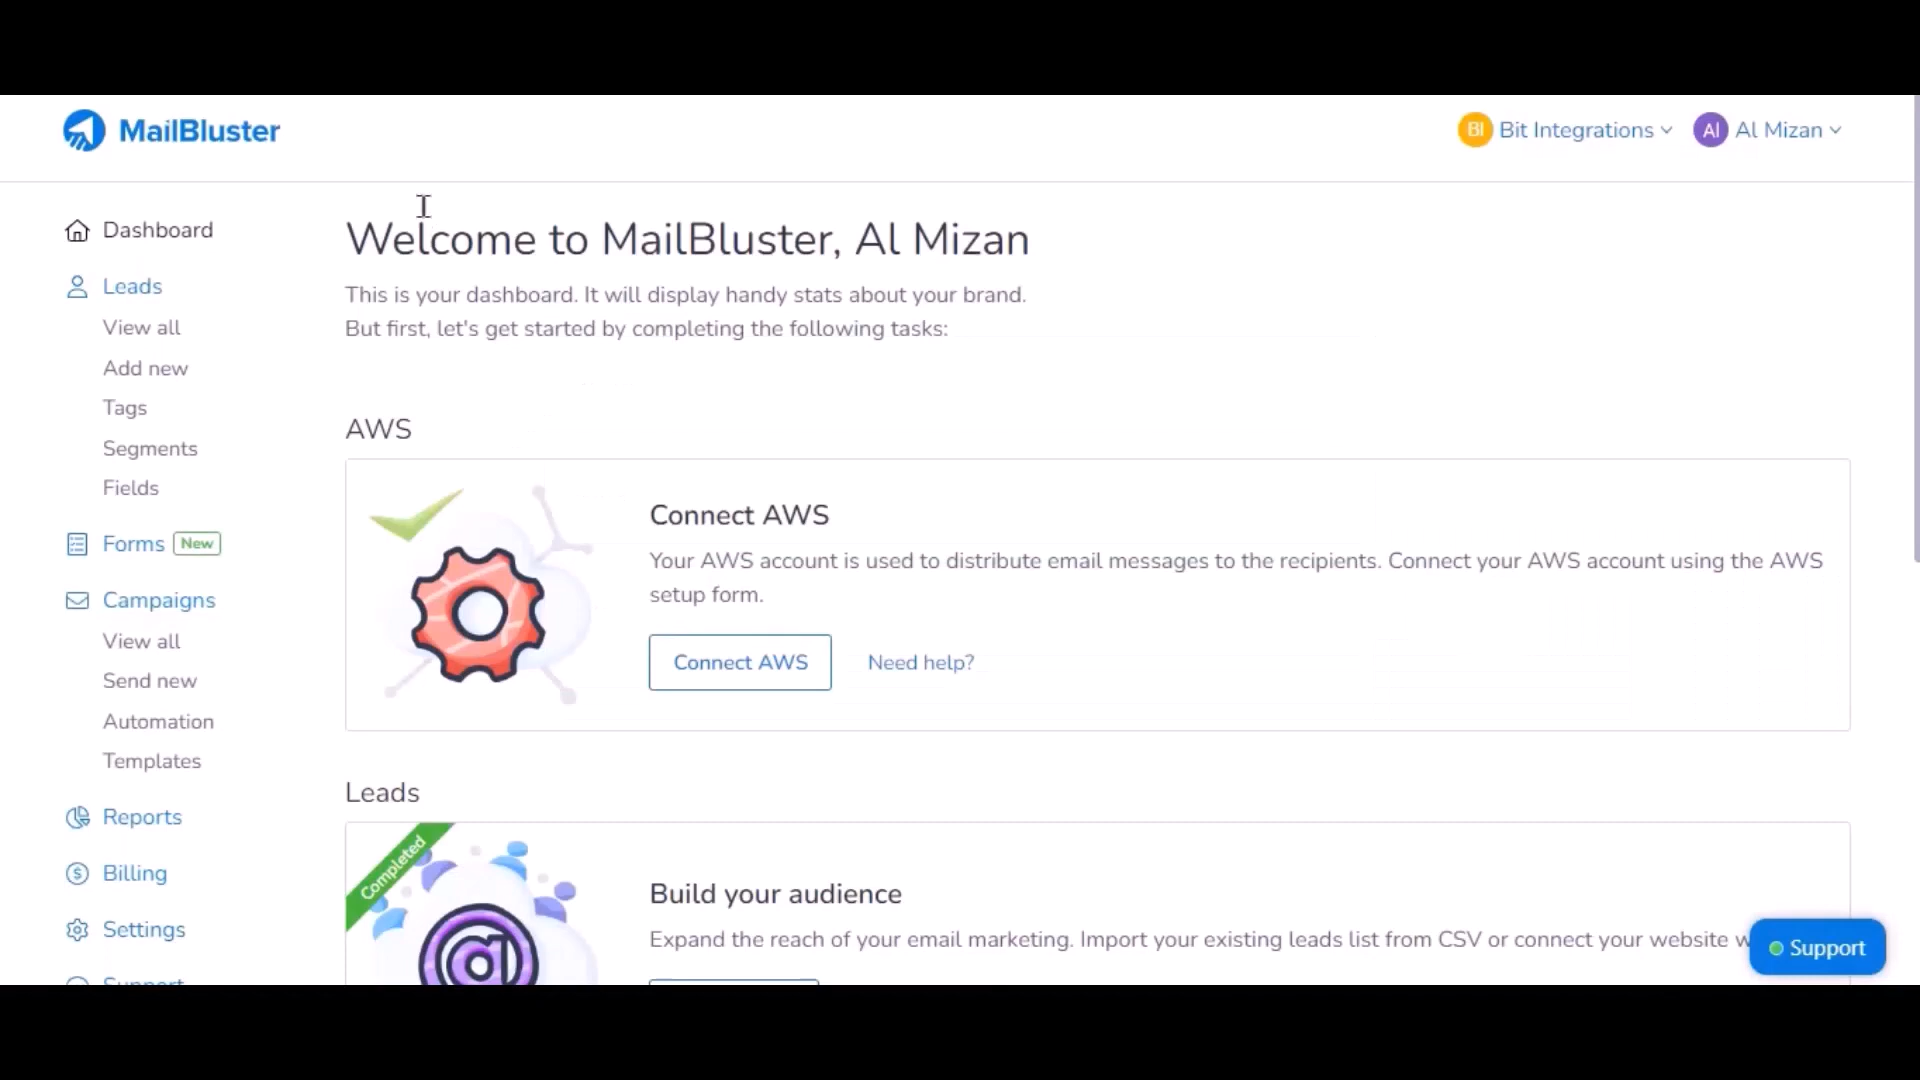 MailBluster
BI Bit Integrations
Al Al Mizan
Dashboard
Leads
View all
Add new
Tags
Segments
Fields
Forms New
Campaigns
View all
Send new
Automation
Templates
Reports
Billing
Settings
Support
Welcome to MailBluster, Al Mizan
This is your dashboard. It will display handy stats about your brand.
But first, let's get started by completing the following tasks:
AWS
Connect AWS
Your AWS account is used to distribute email messages to the recipients. Connect your AWS account using the AWS
setup form.
Connect AWS Need help?
Leads
Completed
Build your audience
Expand the reach of your email marketing. Import your existing leads list from CSV or connect your website
Support